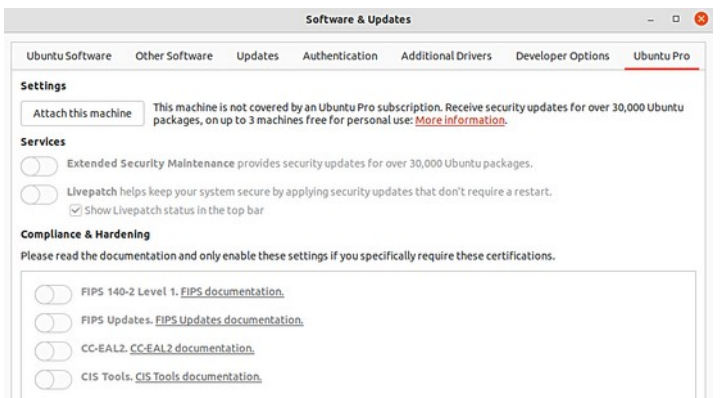 Software & Updates
Ubuntu Software Other Software Updates Authentication Additional Drivers Developer Options Ubuntu Pro
Settings
Attach this machine
This machine is not covered by an Ubuntu Pro subscription. Receive security updates for over 30,000 Ubuntu
packages, on up to 3 machines free for personal use: More information.
Services
Extended Security Maintenance provides security updates for over 30,000 Ubuntu packages.
Livepatch helps keep your system secure by applying security updates that don't require a restart.
Show Livepatch status in the top bar
Compliance & Hardening
Please read the documentation and only enable these settings if you specifically require these certifications.
FIPS 140-2 Level 1. FIPS documentation.
FIPS Updates. FIPS Updates documentation.
CC-EAL2. CC-EAL2 documentation.
CIS Tools. CIS Tools documentation.